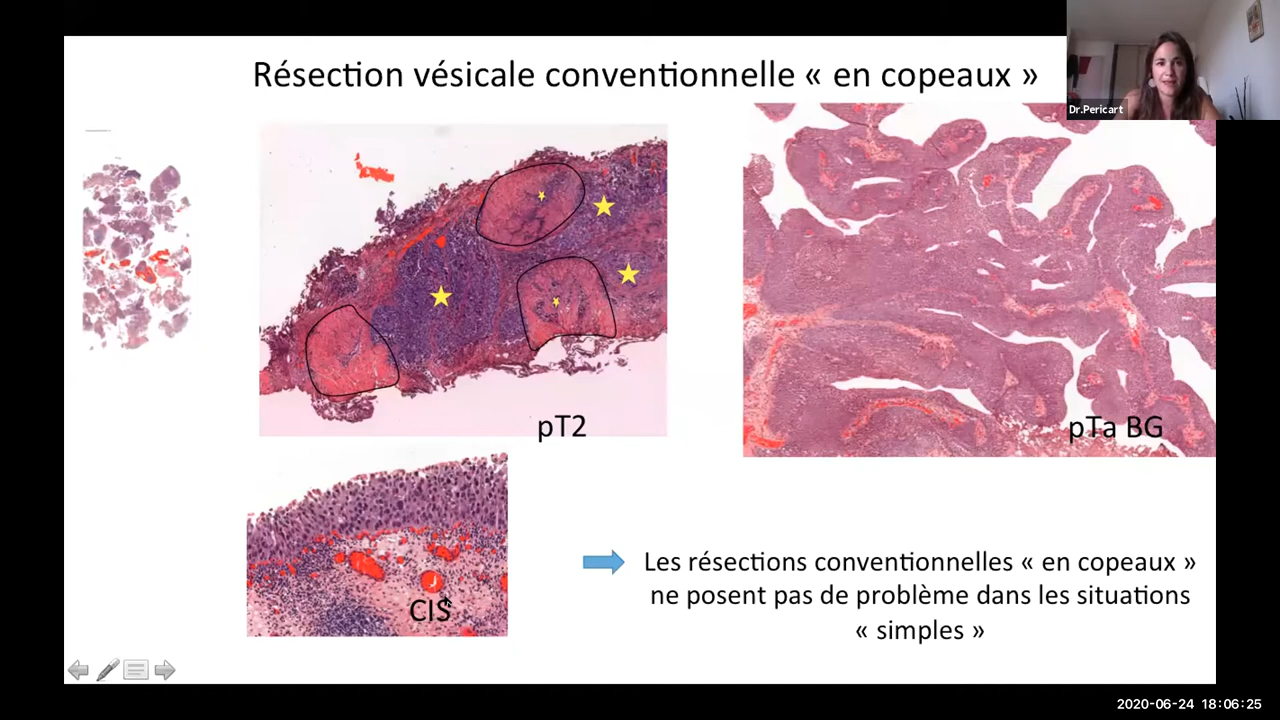 Résection vésicale conventionnelle « en copeaux »
Dr.Pericart
pT2
pTa BG
CIS
Les résections conventionnelles « en copeaux »
ne posent pas de problème dans les situations
« simples »
2020-06-24 18:06:25